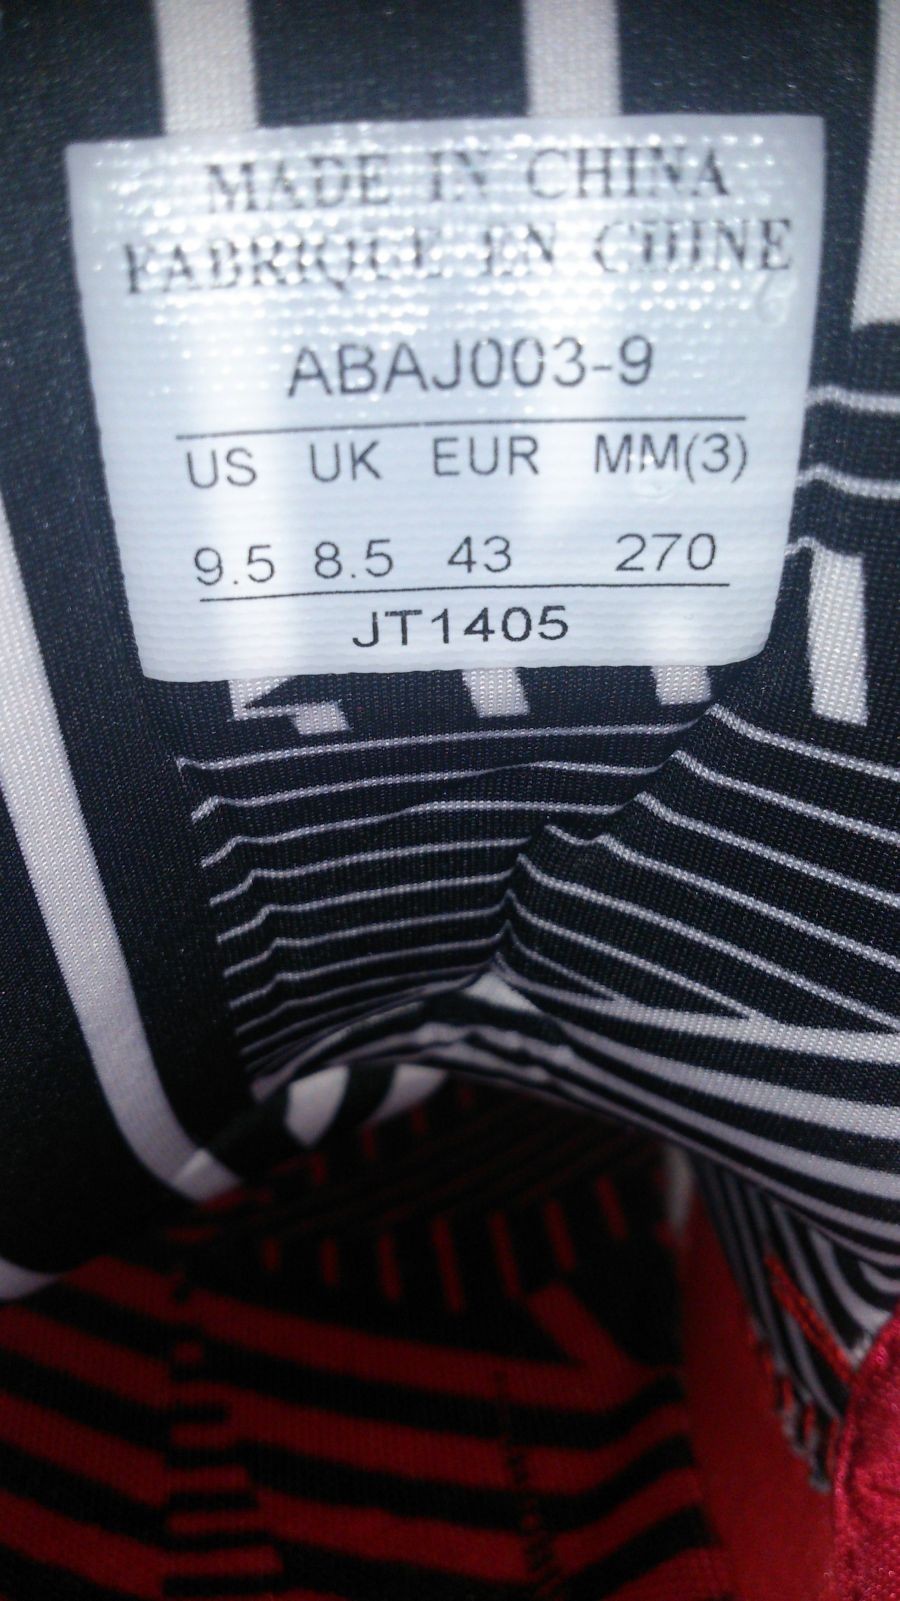 MADE IN CHINA
FABRIQUE EN CHINE
ABAJ003-9
US UK EUR MM(3)
9.5 8.5 43 270
JT1405